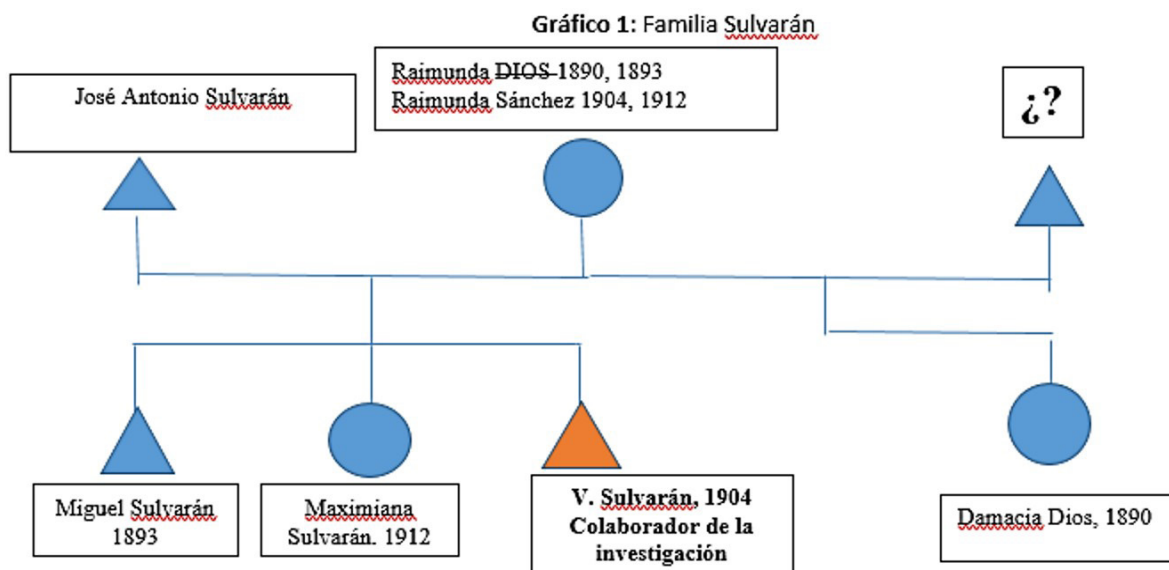 Gráfico 1: Familia Sulvarán
José Antonio Sulvarán
Raimunda DIOS 1890, 1893
Raimunda Sánchez 1904, 1912
¿?
Miguel Sulvarán
1893
Maximiana
Sulvarán. 1912
V. Sulvarán, 1904
Colaborador de la
investigación
Damacia Dios, 1890